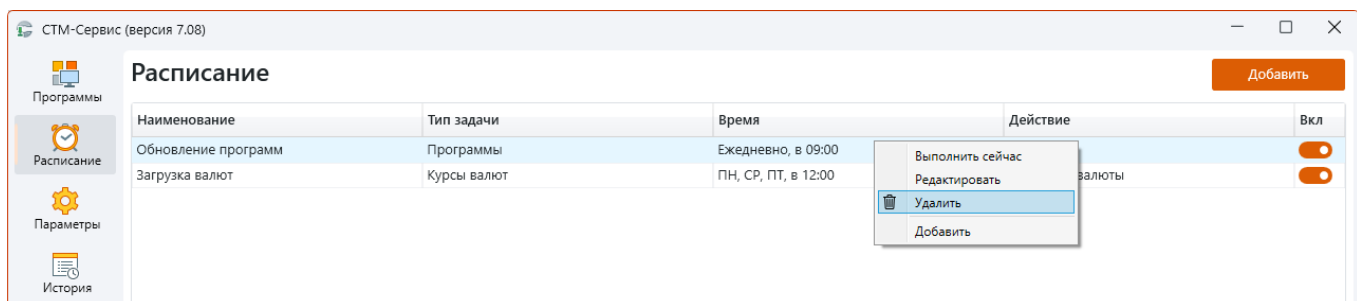 СТМ-Сервис (версия 7.08)
Программы
Расписание
Параметры
История
Расписание
Добавить
Наименование Тип задачи Время Действие Вкл
Обновление программ Программы Ежедневно, в 09:00
Загрузка валют Курсы валют ПН, СР, ПТ, в 12:00
Выполнить сейчас
Редактировать
Удалить
Добавить